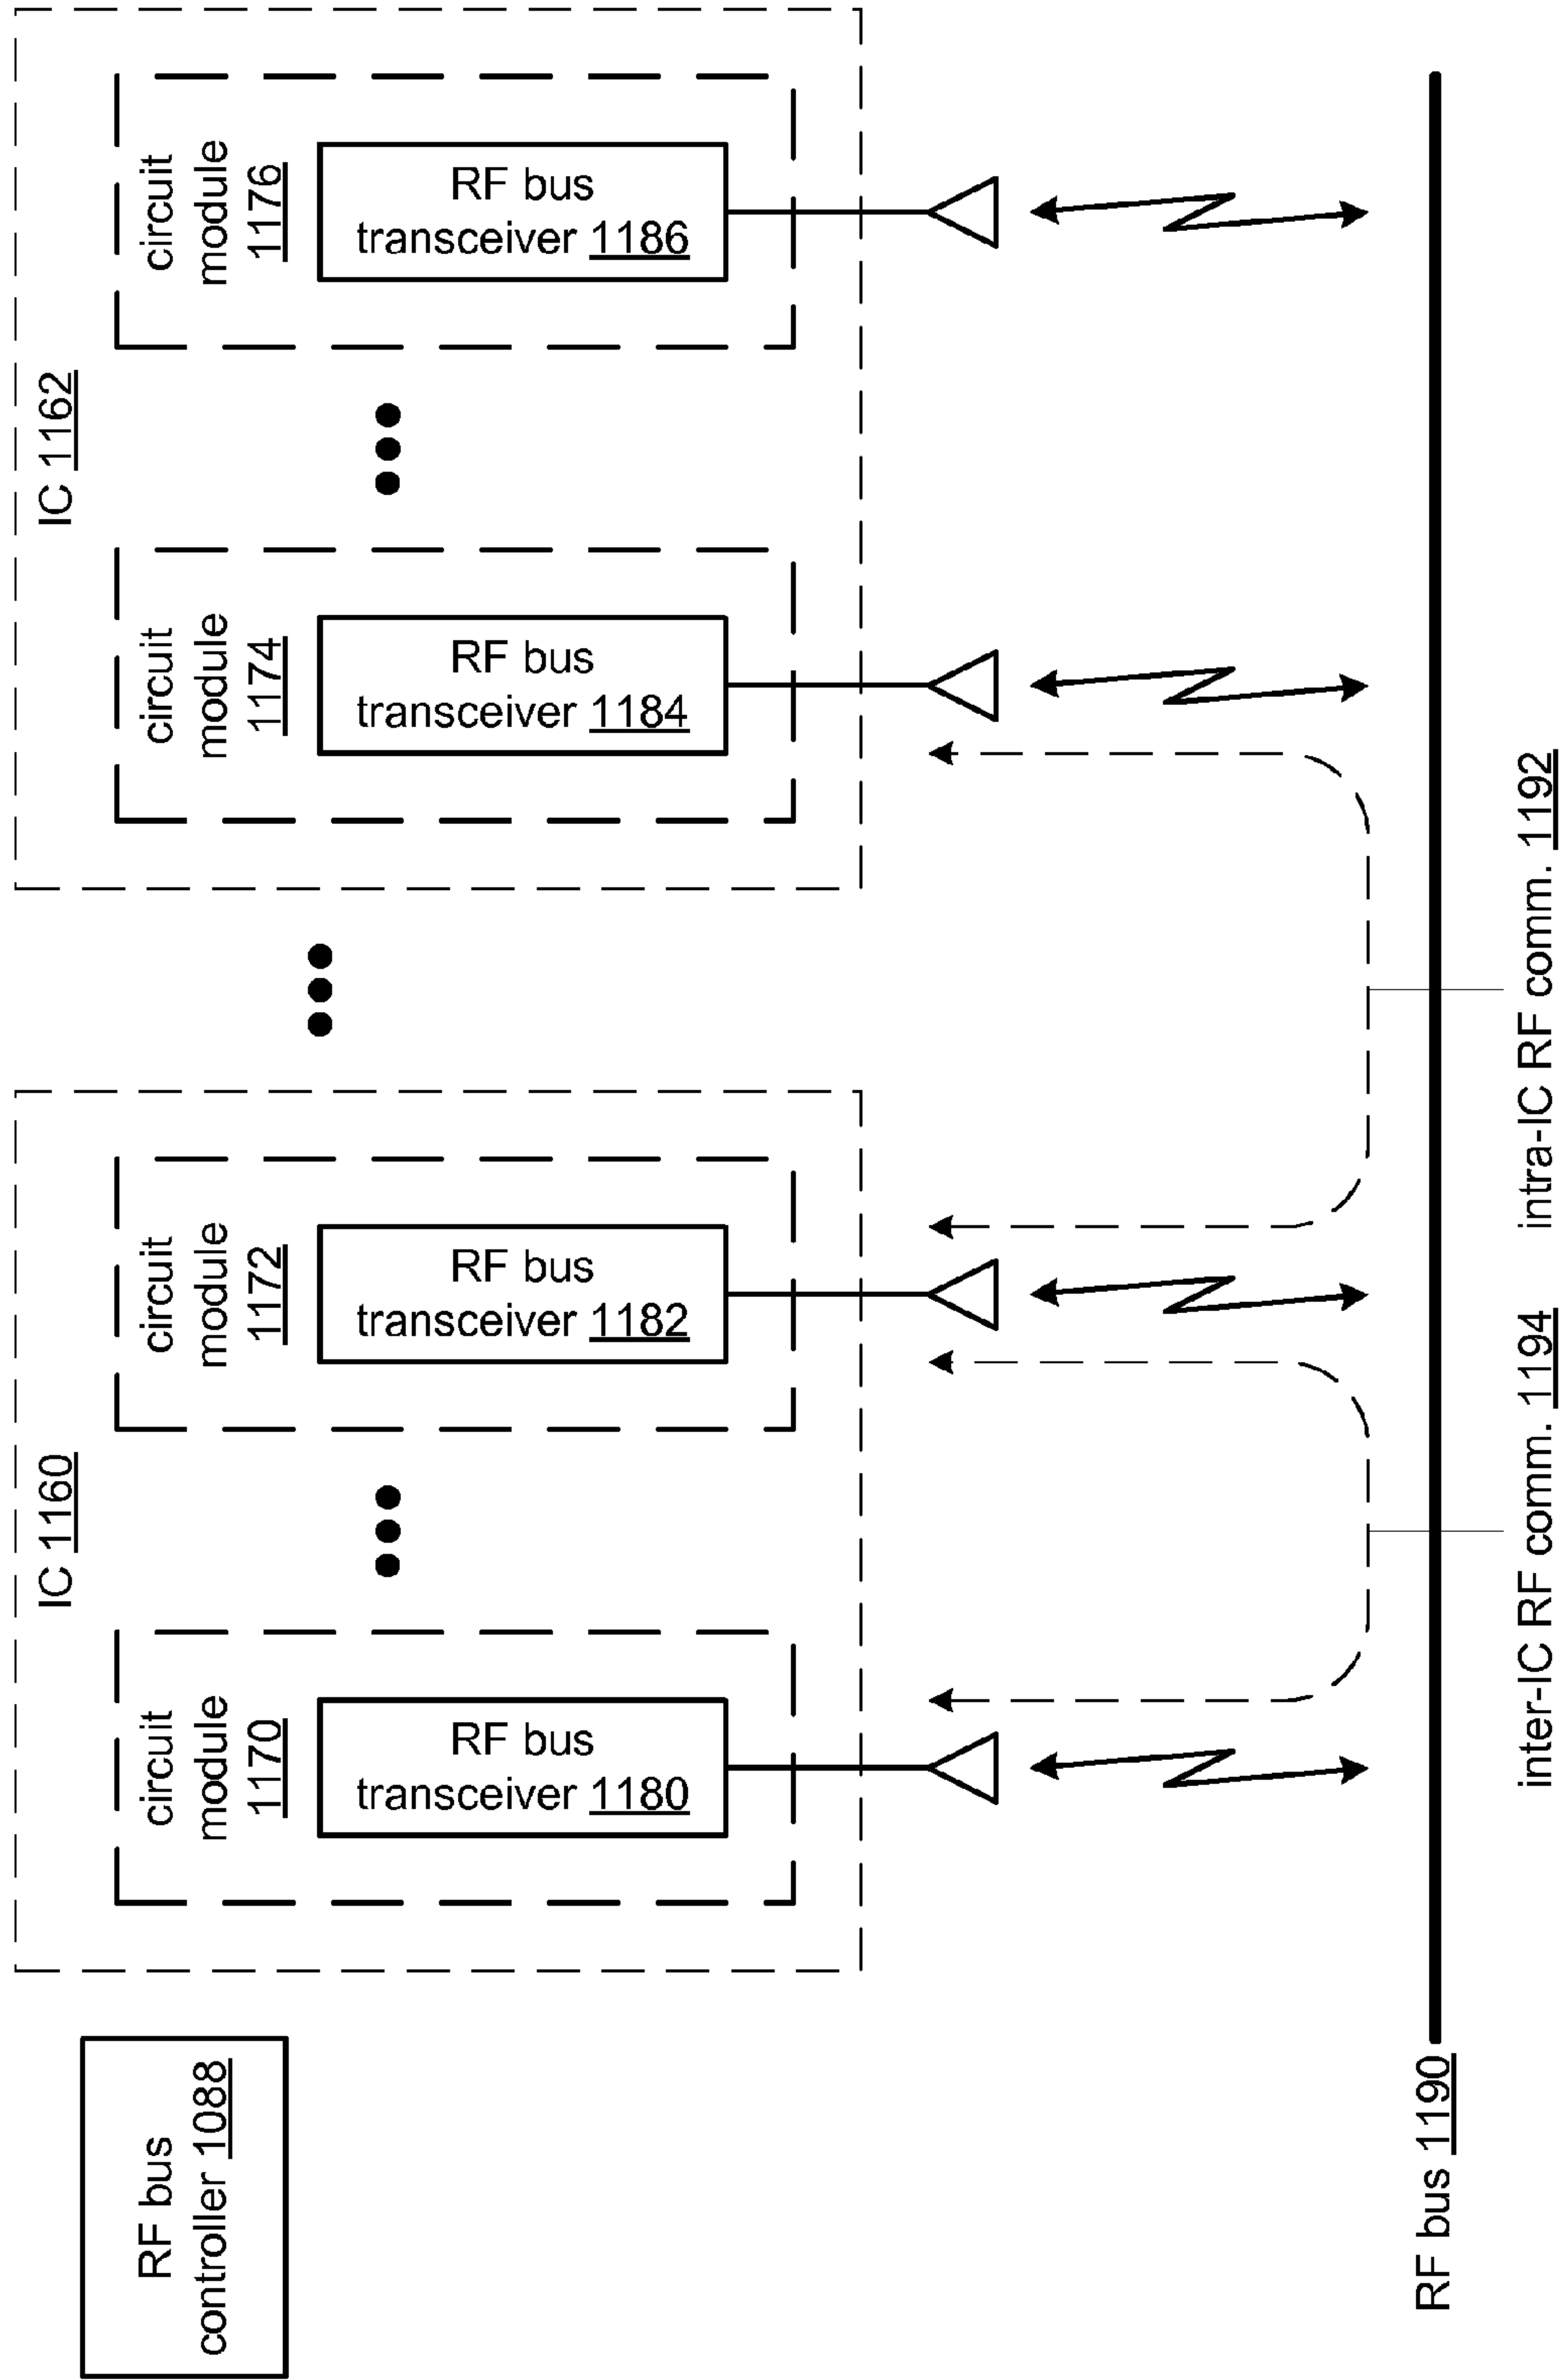 RF bus
controller 1088
IC 1160
circuit
module
1170
RF bus
transceiver 1180
circuit
module
1172
RF bus
transceiver 1182
IC 1162
circuit
module
1174
RF bus
transceiver 1184
circuit
module
1176
RF bus
transceiver 1186
RF bus 1190
inter-IC RF comm. 1194
intra-IC RF comm. 1192